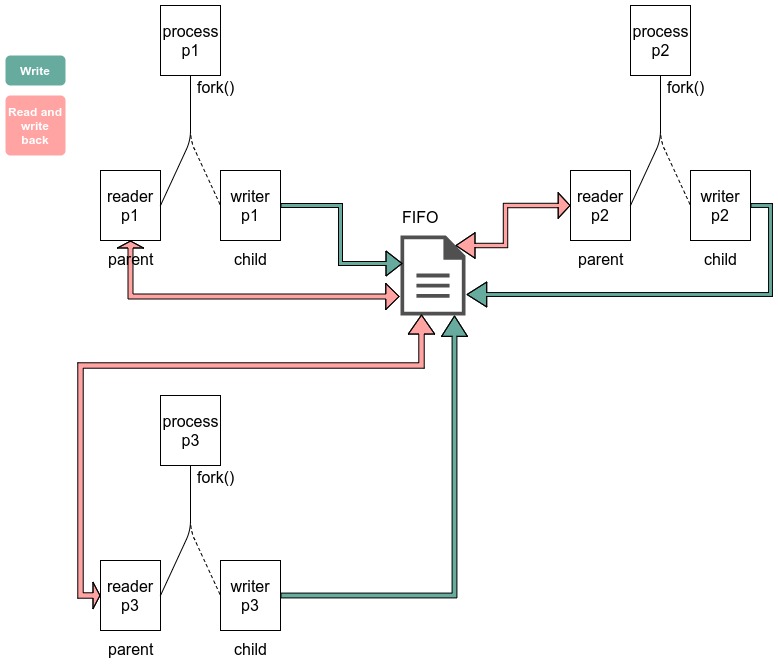 process
p1
fork()
process
p2
fork()
Write
Read and
write
back
reader
p1
writer
p1
parent
child
FIFO
reader
p2
writer
p2
parent
child
process
p3
fork()
reader
p3
writer
p3
parent
child